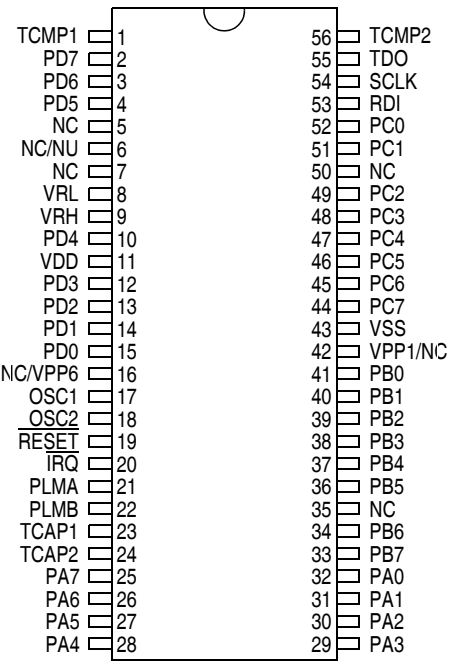 TCMP1 1 56 TCMP2
PD7 2 55 TDO
PD6 3 54 SCLK
PD5 4 53 RDI
NC 5 52 PC0
NC/NU 6 51 PC1
NC 7 50 NC
VRL 8 49 PC2
VRH 9 48 PC3
PD4 10 47 PC4
VDD 11 46 PC5
PD3 12 45 PC6
PD2 13 44 PC7
PD1 14 43 VSS
PD0 15 42 VPP1/NC
NC/VPP6 16 41 PB0
OSC1 17 40 PB1
OSC2 18 39 PB2
RESET 19 38 PB3
IRQ 20 37 PB4
PLMA 21 36 PB5
PLMB 22 35 NC
TCAP1 23 34 PB6
TCAP2 24 33 PB7
PA7 25 32 PA0
PA6 26 31 PA1
PA5 27 30 PA2
PA4 28 29 PA3